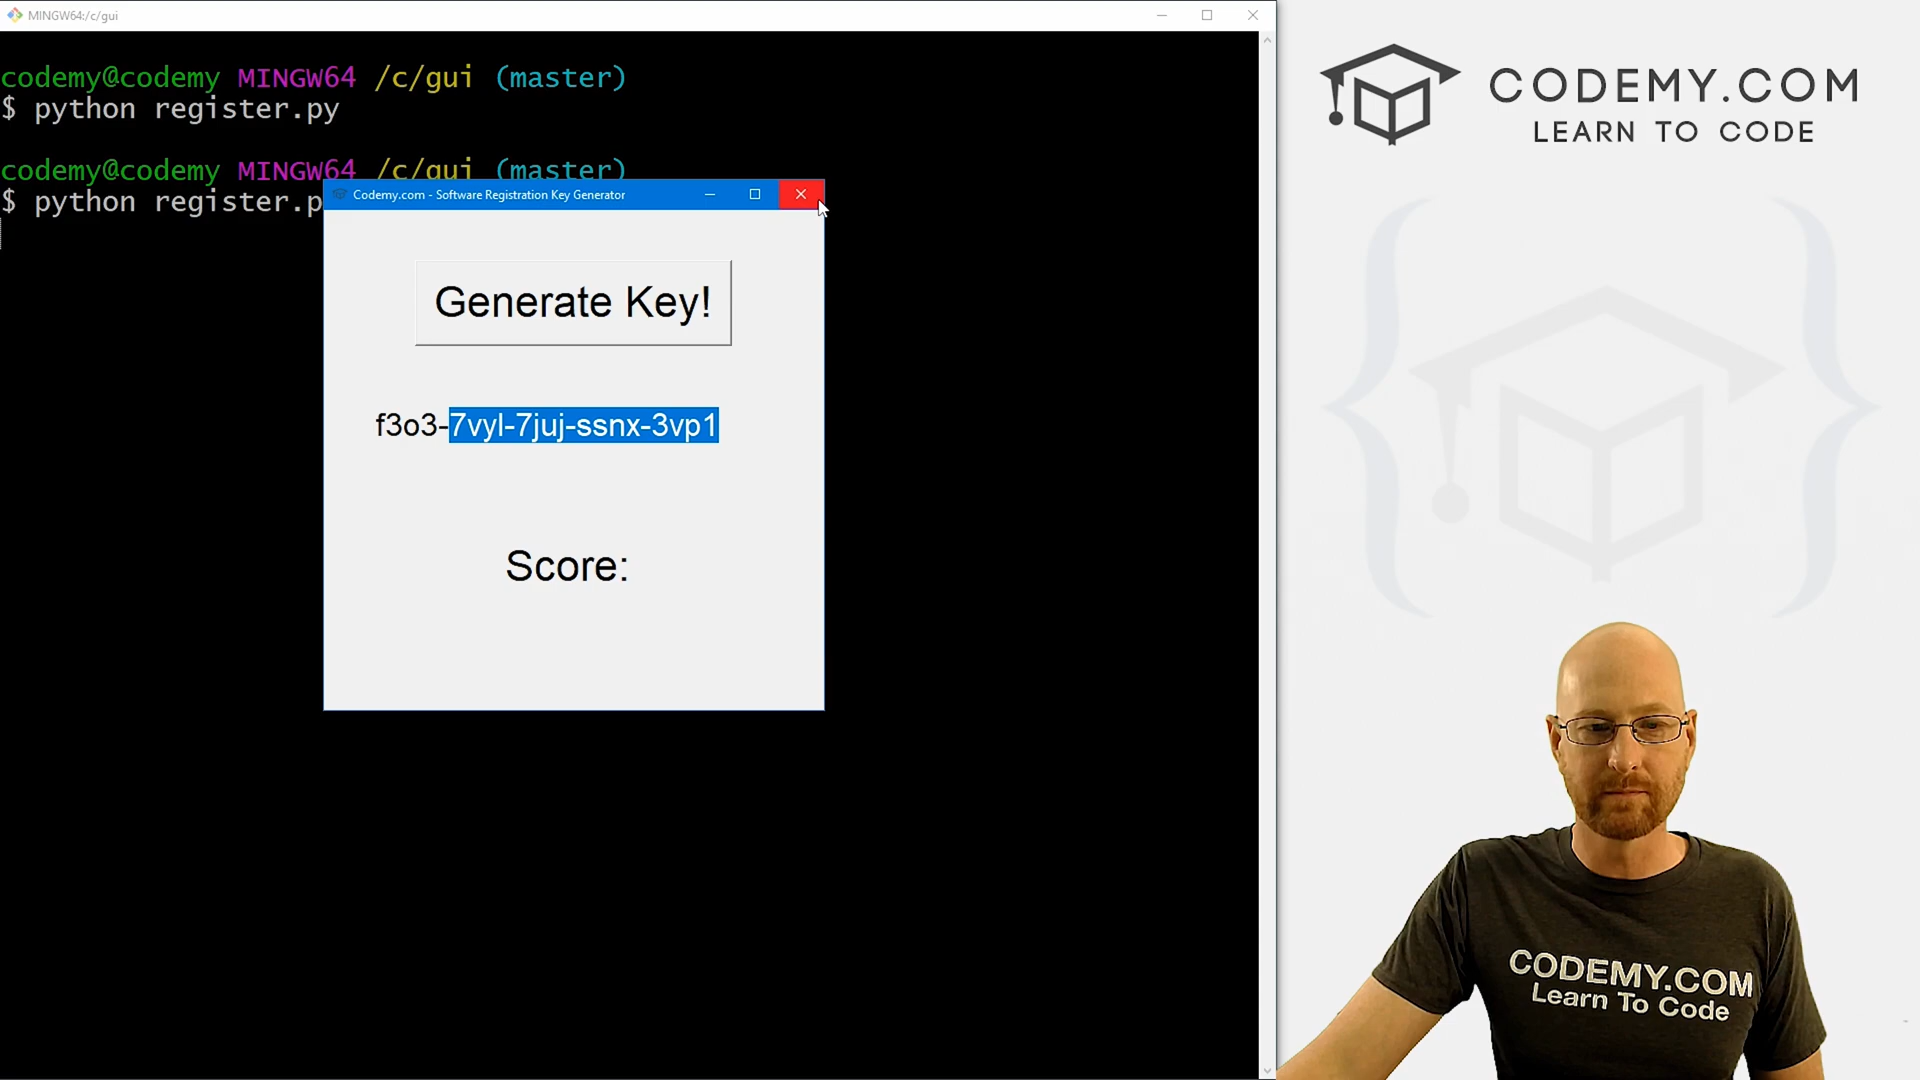 MINGW64:/c/gui
codemy@codemy MINGW64 /c/gui (master)
$ python register.py
codemy@codemy MINGW64 /c/gui (master)
$ python register.p
Codemy.com - Software Registration Key Generator
Generate Key!
f3o3-7vyl-7juj-ssnx-3vp1
Score:
CODEMY.COM
LEARN TO CODE
CODEMY.COM
Learn To Code